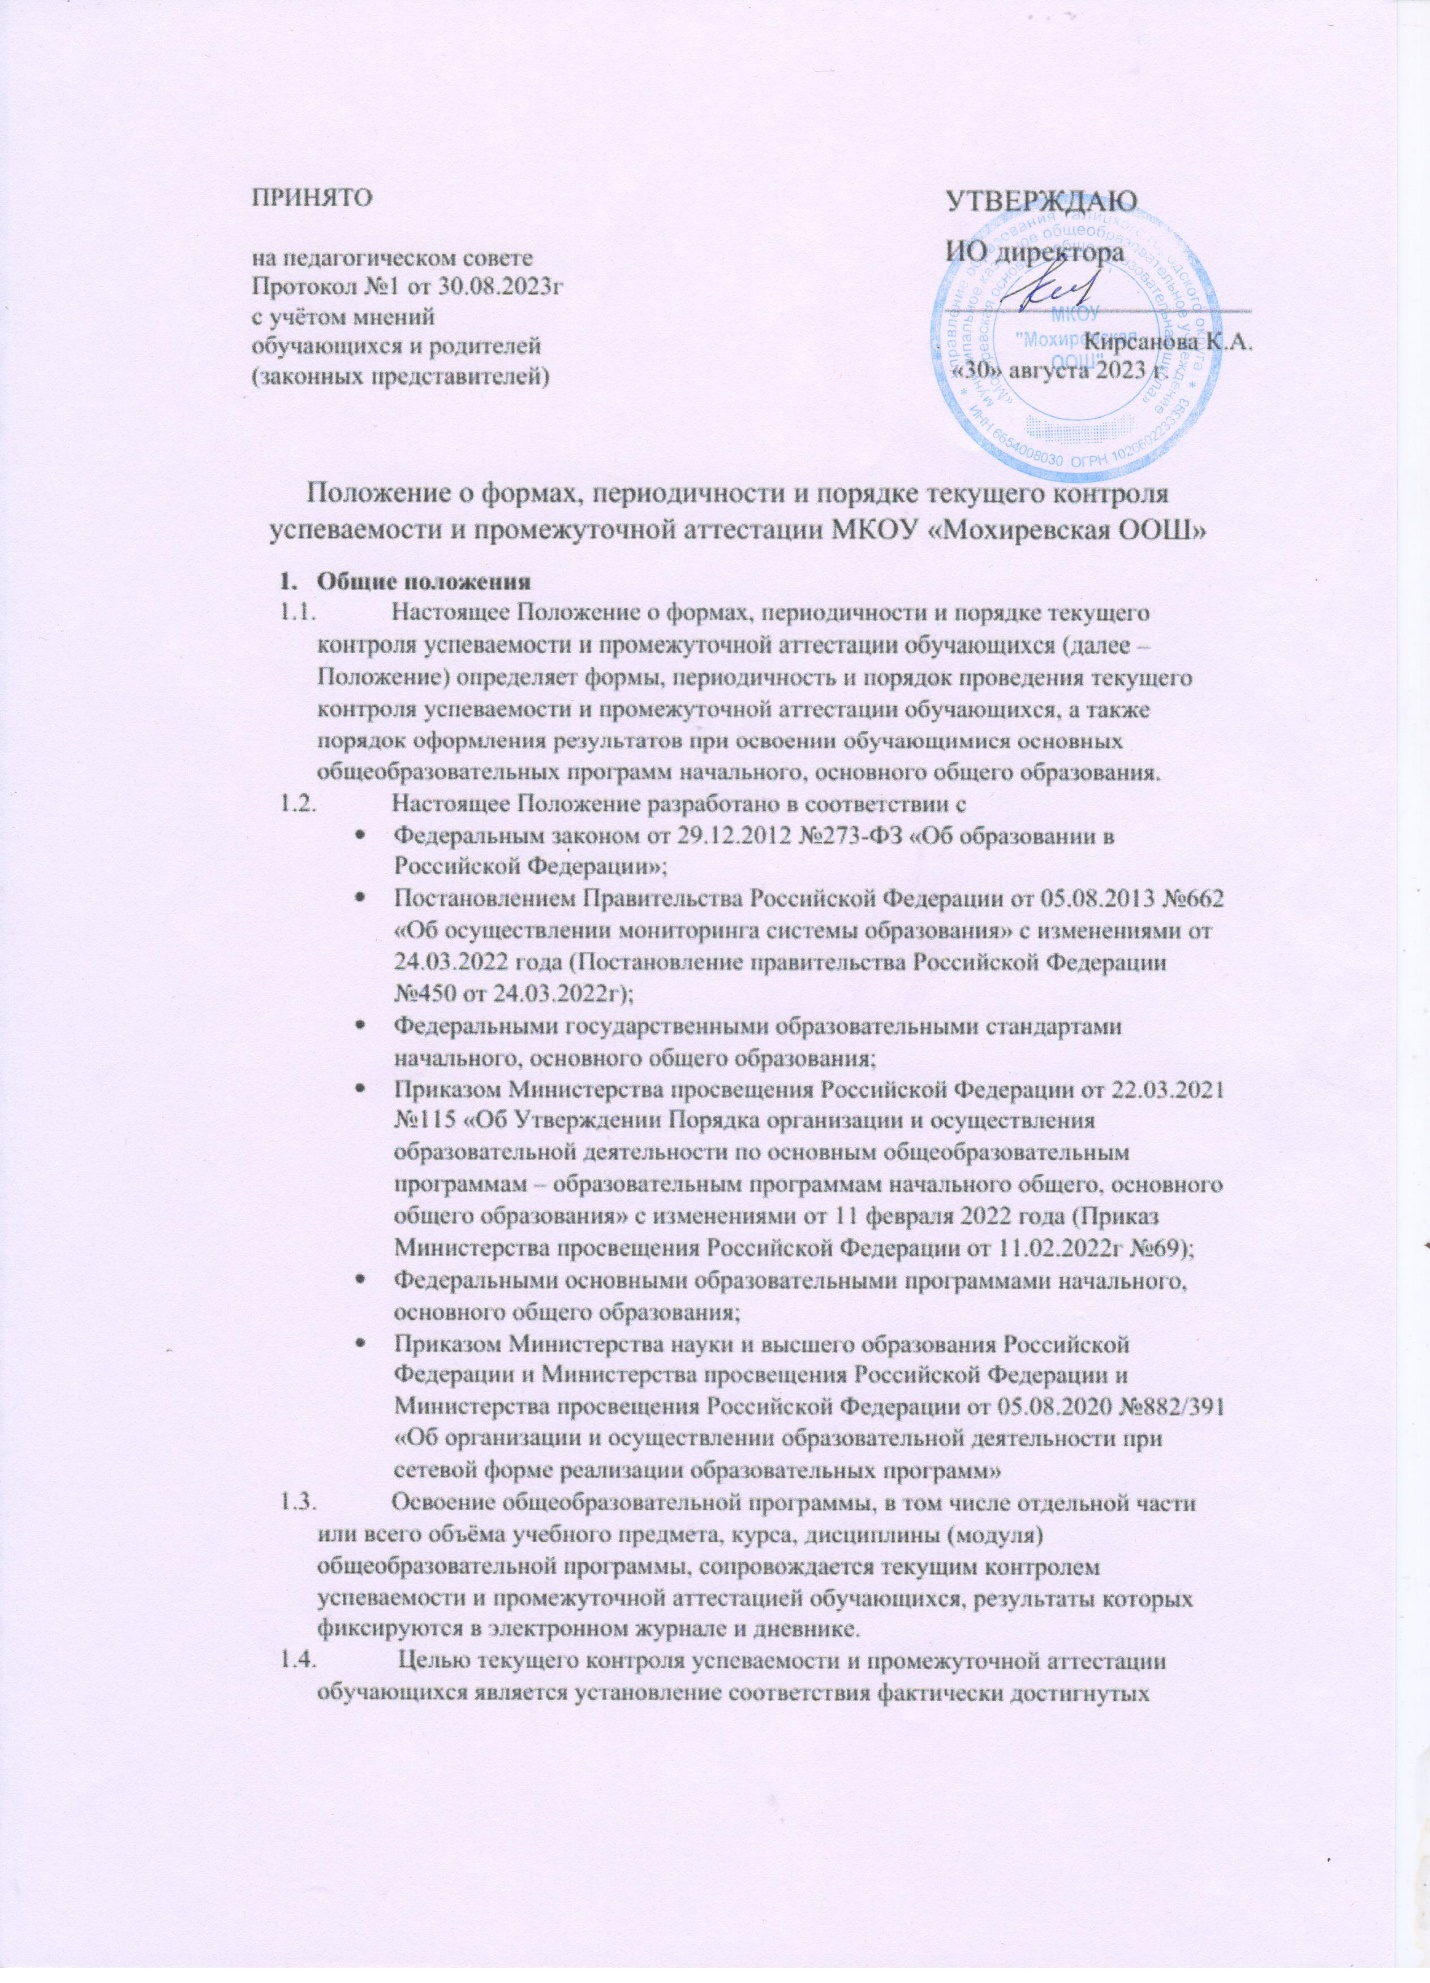 ПРИНЯТО
на педагогическом совете
Протокол №1 от 30.08.2023г
с учётом мнений
обучающихся и родителей
(законных представителей)
УТВЕРЖДАЮ
ИО директора
Кирсанова К.А.
«30» августа 2023 г.
МКОУ
"Мохиревская
ООШ"
ИНН 6654008030 ОГРН 1026602233393
Положение о формах, периодичности и порядке текущего контроля
успеваемости и промежуточной аттестации МКОУ «Мохиревская ООШ»
1. Общие положения
1.1. Настоящее Положение о формах, периодичности и порядке текущего
контроля успеваемости и промежуточной аттестации обучающихся (далее –
Положение) определяет формы, периодичность и порядок проведения текущего
контроля успеваемости и промежуточной аттестации обучающихся, а также
порядок оформления результатов при освоении обучающимися основных
общеобразовательных программ начального, основного общего образования.
1.2. Настоящее Положение разработано в соответствии с
• Федеральным законом от 29.12.2012 №273-ФЗ «Об образовании в
Российской Федерации»;
• Постановлением Правительства Российской Федерации от 05.08.2013 №662
«Об осуществлении мониторинга системы образования» с изменениями от
24.03.2022 года (Постановление правительства Российской Федерации
№450 от 24.03.2022г);
• Федеральными государственными образовательными стандартами
начального, основного общего образования;
• Приказом Министерства просвещения Российской Федерации от 22.03.2021
№115 «Об Утверждении Порядка организации и осуществления
образовательной деятельности по основным общеобразовательным
программам – образовательным программам начального общего, основного
общего образования» с изменениями от 11 февраля 2022 года (Приказ
Министерства просвещения Российской Федерации от 11.02.2022г №69);
• Федеральными основными образовательными программами начального,
основного общего образования;
• Приказом Министерства науки и высшего образования Российской
Федерации и Министерства просвещения Российской Федерации и
Министерства просвещения Российской Федерации от 05.08.2020 №882/391
«Об организации и осуществлении образовательной деятельности при
сетевой форме реализации образовательных программ»
1.3. Освоение общеобразовательной программы, в том числе отдельной части
или всего объёма учебного предмета, курса, дисциплины (модуля)
общеобразовательной программы, сопровождается текущим контролем
успеваемости и промежуточной аттестацией обучающихся, результаты которых
фиксируются в электронном журнале и дневнике.
1.4. Целью текущего контроля успеваемости и промежуточной аттестации
обучающихся является установление соответствия фактически достигнутых